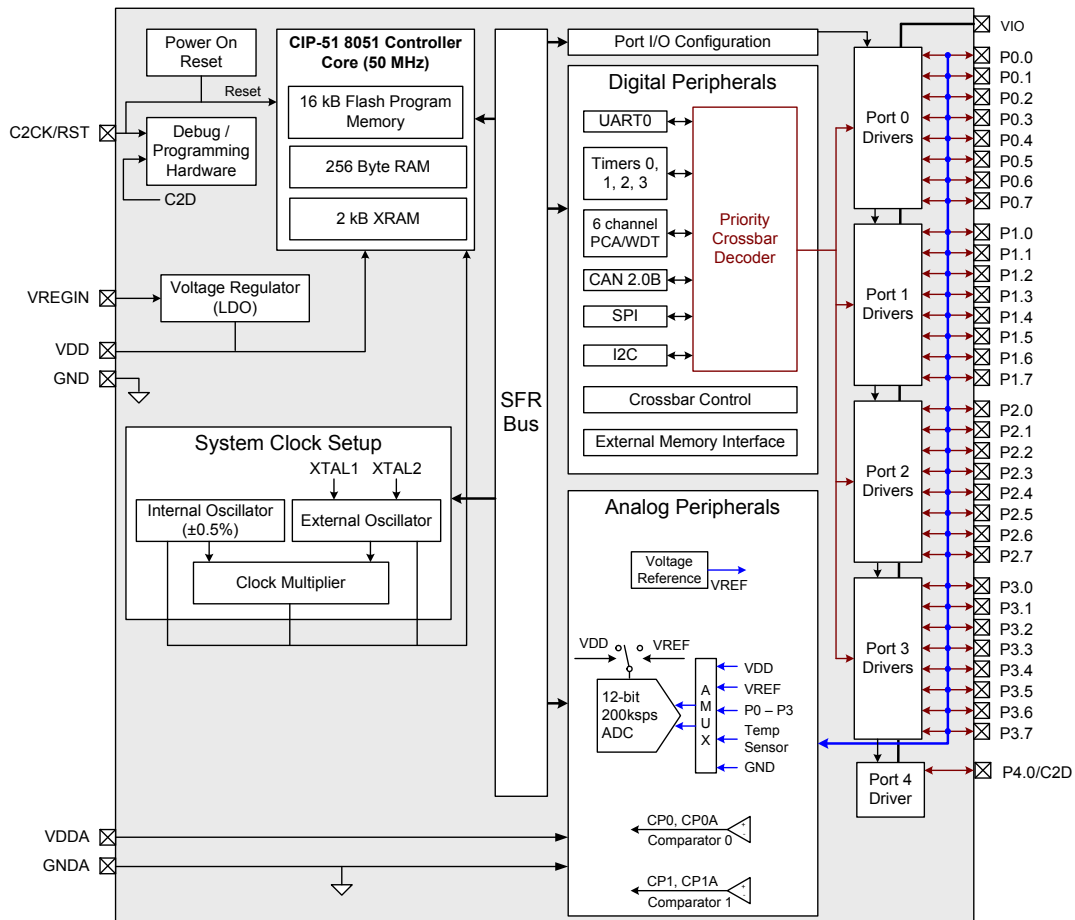 Power On
Reset
Reset
C2CK/RST
Debug /
Programming
Hardware
C2D
CIP-51 8051 Controller
Core (50 MHz)
16 kB Flash Program
Memory
256 Byte RAM
2 kB XRAM
VREGIN
Voltage Regulator
(LDO)
VDD
GND
System Clock Setup
XTAL1
XTAL2
Internal Oscillator
(±0.5%)
External Oscillator
Clock Multiplier
VDDA
GNDA
SFR
Bus
Port I/O Configuration
Digital Peripherals
UART0
Timers 0,
1, 2, 3
6 channel
PCA/WDT
CAN 2.0B
SPI
I2C
Priority
Crossbar
Decoder
Crossbar Control
External Memory Interface
Analog Peripherals
Voltage
Reference
VREF
VDD
VREF
12-bit
200ksps
ADC
A
M
U
X
VDD
VREF
P0 – P3
Temp
Sensor
GND
CP0, CP0A
+
-
Comparator 0
CP1, CP1A
+
-
Comparator 1
Port 0
Drivers
Port 1
Drivers
Port 2
Drivers
Port 3
Drivers
Port 4
Driver
VIO
P0.0
P0.1
P0.2
P0.3
P0.4
P0.5
P0.6
P0.7
P1.0
P1.1
P1.2
P1.3
P1.4
P1.5
P1.6
P1.7
P2.0
P2.1
P2.2
P2.3
P2.4
P2.5
P2.6
P2.7
P3.0
P3.1
P3.2
P3.3
P3.4
P3.5
P3.6
P3.7
P4.0/C2D